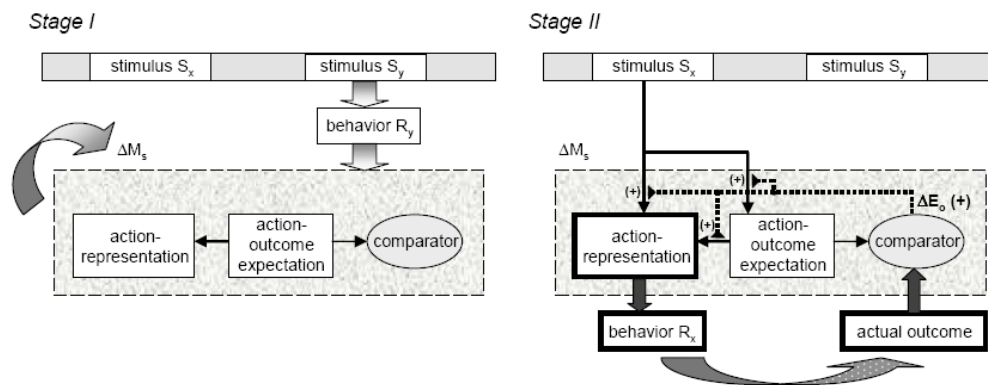 Stage I
stimulus Sx
stimulus Sy
behavior Ry
ΔMs
action-
representation
action-
outcome
expectation
comparator
Stage II
stimulus Sx
stimulus Sy
ΔMs
(+)
(+)
(+)
ΔEo (+)
action-
representation
action-
outcome
expectation
comparator
behavior Rx
actual outcome